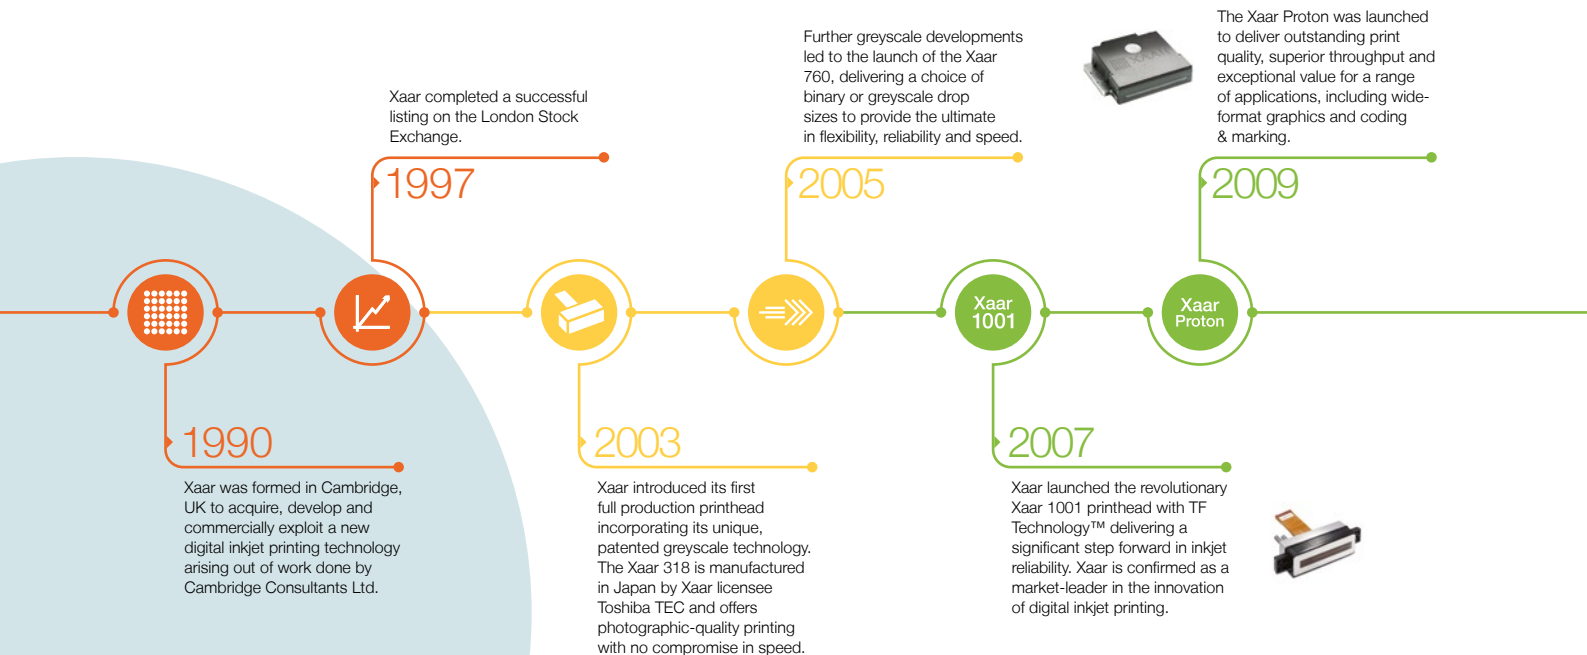 Xaar was formed in Cambridge,
UK to acquire, develop and
commercially exploit a new
digital inkjet printing technology
arising out of work done by
Cambridge Consultants Ltd.
1990
Xaar completed a successful
listing on the London Stock
Exchange.
1997
2003
Xaar introduced its first
full production printhead
incorporating its unique,
patented greyscale technology.
The Xaar 318 is manufactured
in Japan by Xaar licensee
Toshiba TEC and offers
photographic-quality printing
with no compromise in speed.
Further greyscale developments
led to the launch of the Xaar
760, delivering a choice of
binary or greyscale drop
sizes to provide the ultimate
in flexibility, reliability and speed.
2005
Xaar
1001
2007
Xaar launched the revolutionary
Xaar 1001 printhead with TF
Technology™ delivering a
significant step forward in inkjet
reliability. Xaar is confirmed as a
market-leader in the innovation
of digital inkjet printing.
XAAR
The Xaar Proton was launched
to deliver outstanding print
quality, superior throughput and
exceptional value for a range
of applications, including wide-
format graphics and coding
& marking.
2009
Xaar
Proton